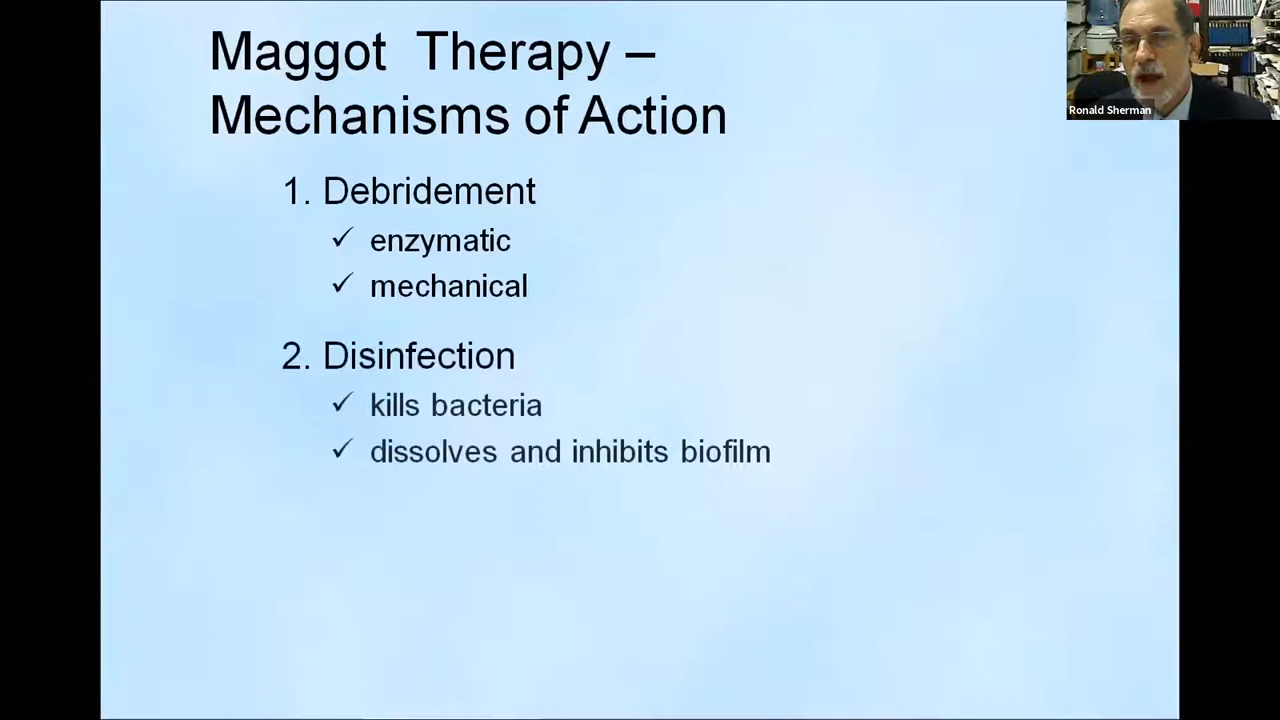 Maggot Therapy –
Mechanisms of Action
1. Debridement
✓ enzymatic
✓ mechanical
2. Disinfection
✓ kills bacteria
✓ dissolves and inhibits biofilm
Ronald Sherman